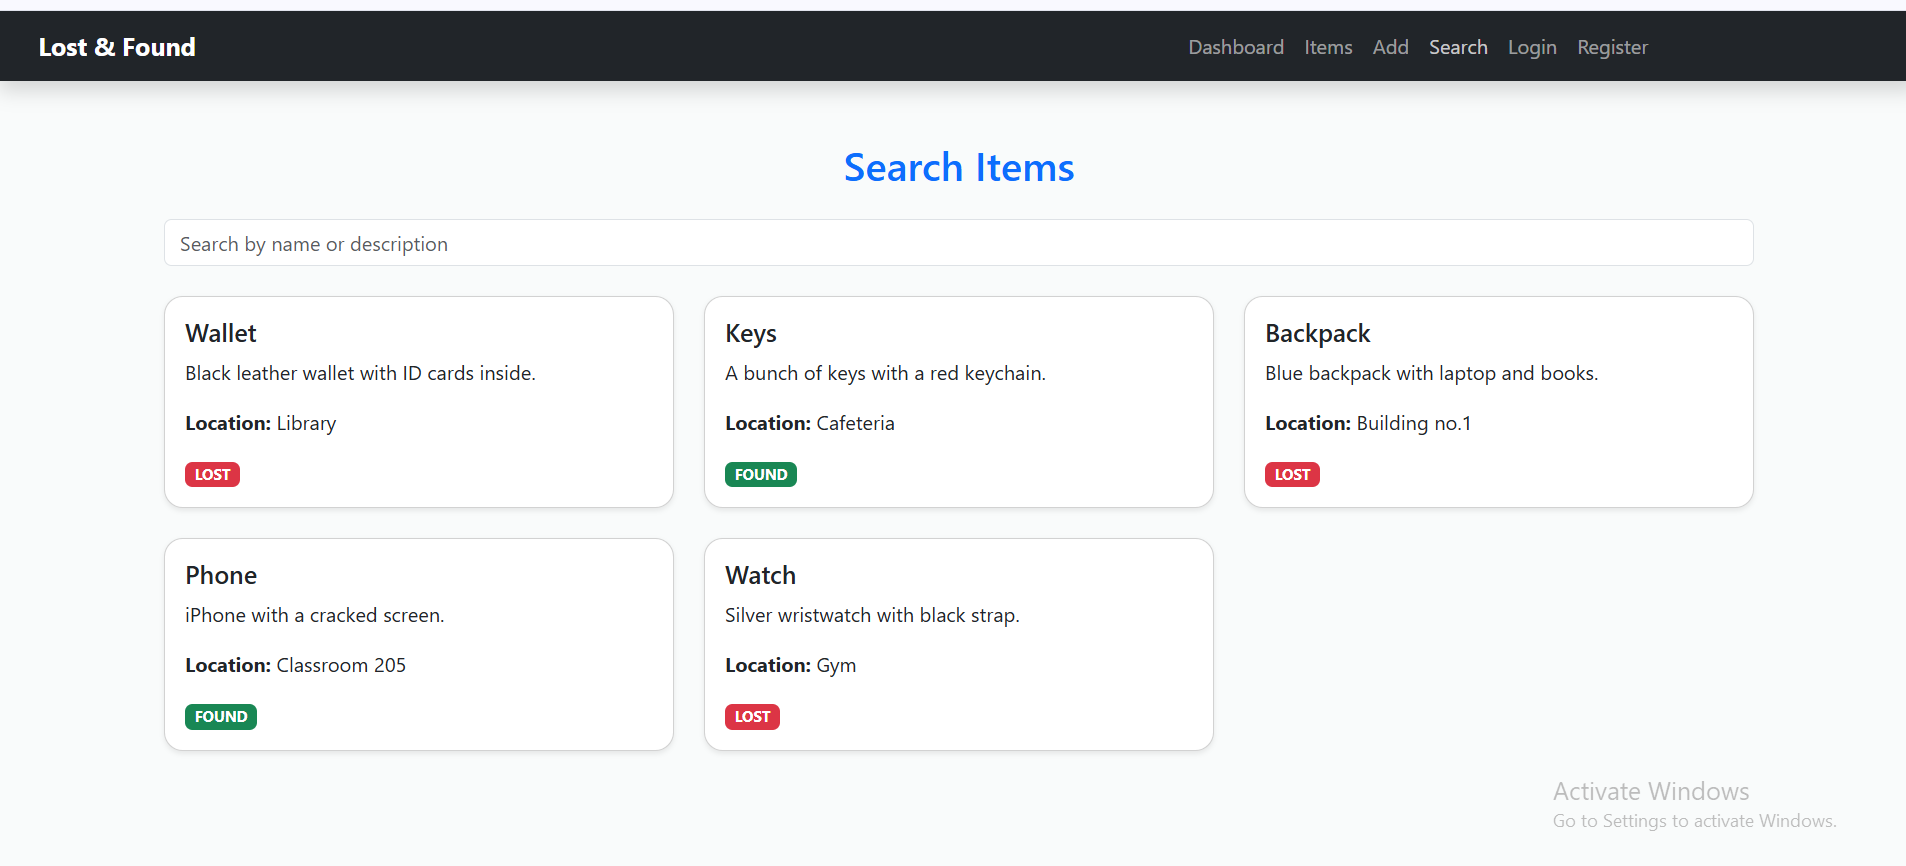 Lost & Found
Dashboard Items Add Search Login Register
Search Items
Search by name or description
Wallet
Black leather wallet with ID cards inside.
Location: Library
LOST
Keys
A bunch of keys with a red keychain.
Location: Cafeteria
FOUND
Backpack
Blue backpack with laptop and books.
Location: Building no.1
LOST
Phone
iPhone with a cracked screen.
Location: Classroom 205
FOUND
Watch
Silver wristwatch with black strap.
Location: Gym
LOST
Activate Windows
Go to Settings to activate Windows.